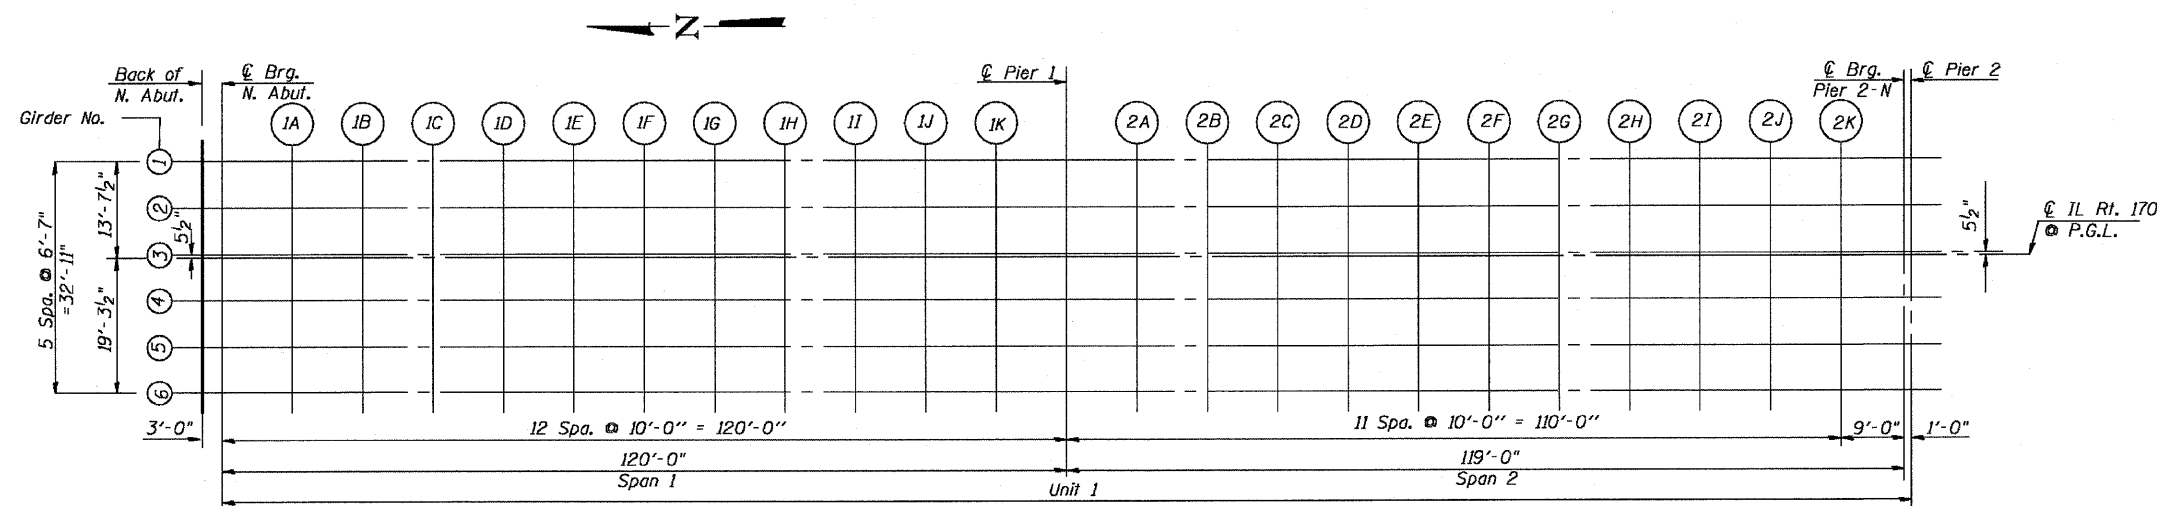 N
Back of
N. Abut.
℄ Brg.
N. Abut.
℄ Pier 1
℄ Brg.
Pier 2-N
℄ Pier 2
Girder No.
1A 1B 1C 1D 1E 1F 1G 1H 1I 1J 1K 2A 2B 2C 2D 2E 2F 2G 2H 2I 2J 2K
1
2
3
4
5
6
5 Spa. @ 6'-7"
=32'-11"
13'-7½"
19'-3½"
5½"
5½"
℄ IL Rt. 170
@ P.G.L.
3'-0"
12 Spa. @ 10'-0" = 120'-0"
11 Spa. @ 10'-0" = 110'-0"
9'-0"
1'-0"
120'-0"
Span 1
119'-0"
Span 2
Unit 1